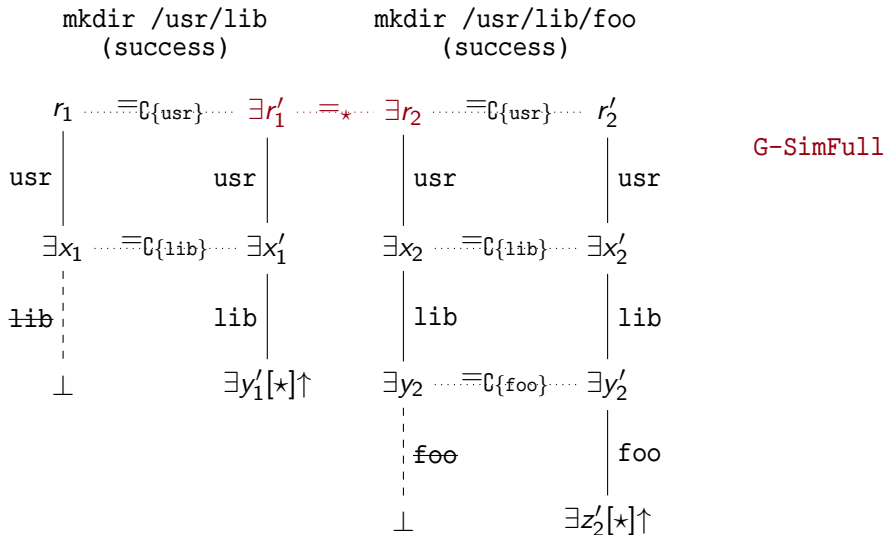 mkdir /usr/lib mkdir /usr/lib/foo
(success) (success)
r₁ =C{usr} ∃r′₁ =⋆ ∃r₂ =C{usr} r′₂
G-SimFull
usr usr usr usr
∃x₁ =C{lib} ∃x′₁ ∃x₂ =C{lib} ∃x′₂
lib lib lib lib
⊥ ∃y′₁[⋆]↑ ∃y₂ =C{foo} ∃y′₂
foo foo
⊥ ∃z′₂[⋆]↑